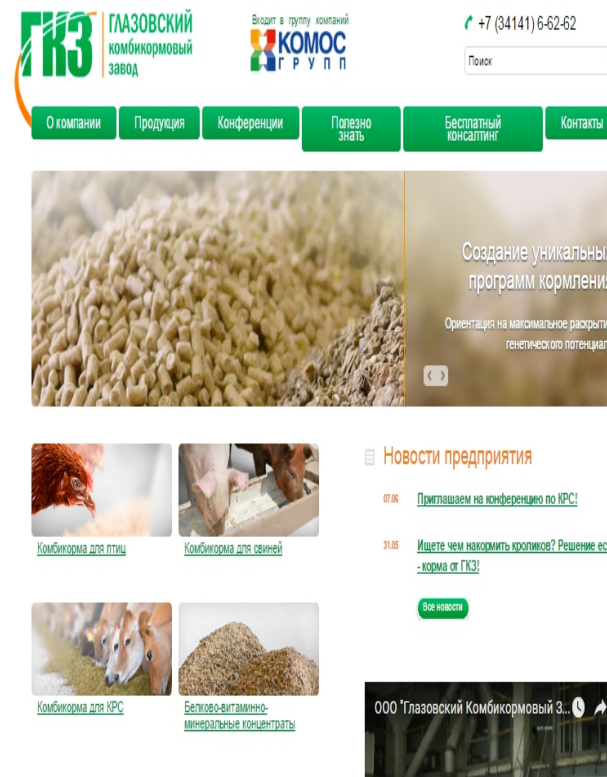 ГКЗ
ГЛАЗОВСКИЙ
комбикормовый
завод
Входит в группу компаний
КОМОС
ГРУПП
+7 (34141) 6-62-62
Поиск
О компании
Продукция
Конференции
Полезно
знать
Бесплатный
консалтинг
Контакты
Создание уникальны
программ кормления
Ориентация на максимальное раскрыти
генетического потенциал
Комбикорма для птиц
Комбикорма для свиней
Комбикорма для КРС
Белково-витаминно-
минеральные концентраты
Новости предприятия
07.06
Приглашаем на конференцию по КРС!
31.05
Ищете чем накормить кроликов? Решение ес
- корма от ГКЗ!
Все новости
ООО "Глазовский Комбикормовый З...